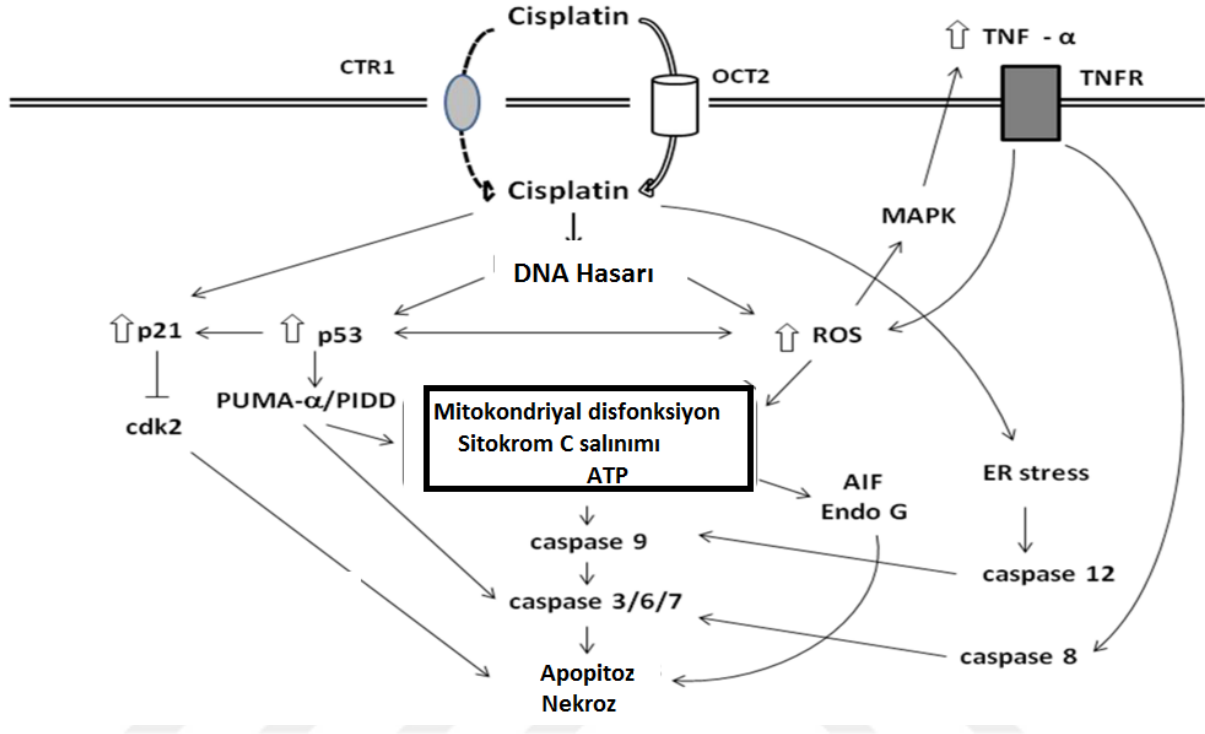 Cisplatin
TNF - α
CTR1
OCT2
TNFR
Cisplatin
MAPK
DNA Hasarı
p21
p53
ROS
PUMA-α/PIDD
cdk2
Mitokondriyal disfonksiyon
Sitokrom C salınımı
ATP
AIF
Endo G
ER stress
caspase 9
caspase 12
caspase 3/6/7
caspase 8
Apopitoz
Nekroz